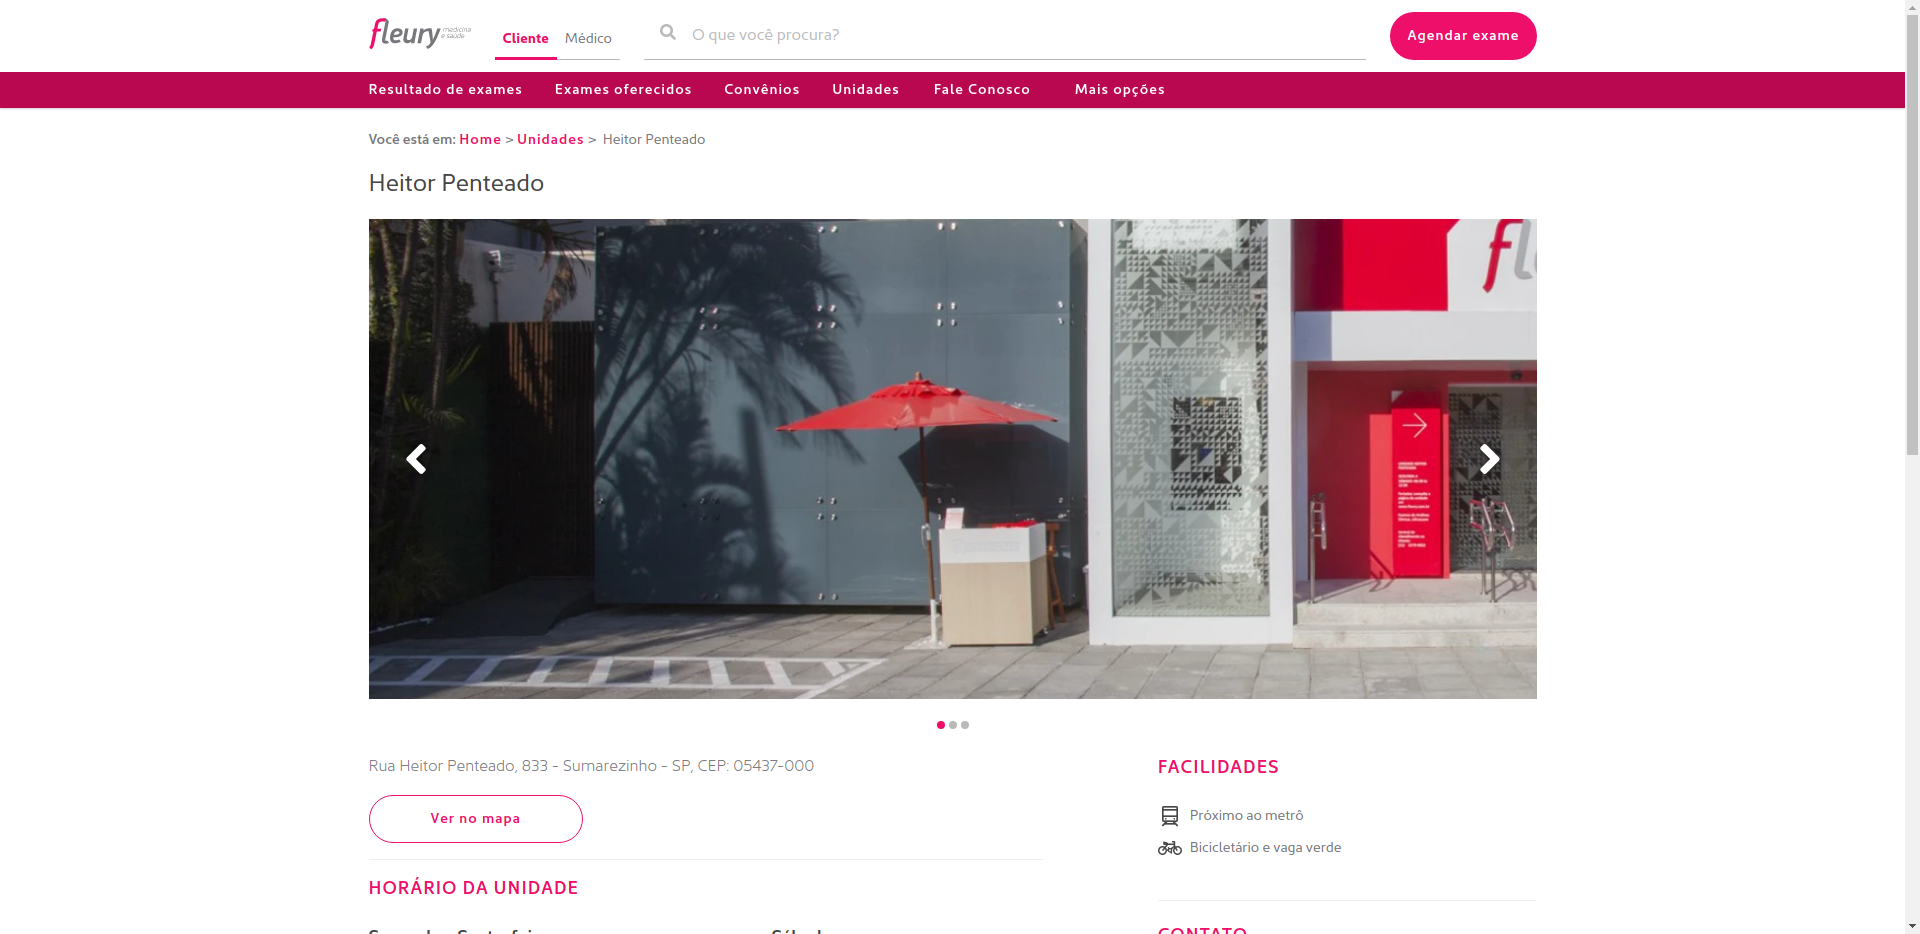 fleury medicina e saúde
Cliente
Médico
O que você procura?
Agendar exame
Resultado de exames
Exames oferecidos
Convênios
Unidades
Fale Conosco
Mais opções
Você está em: Home > Unidades > Heitor Penteado
Heitor Penteado
Rua Heitor Penteado, 833 - Sumarezinho - SP, CEP: 05437-000
Ver no mapa
HORÁRIO DA UNIDADE
FACILIDADES
Próximo ao metrô
Bicicletário e vaga verde
CONTATO